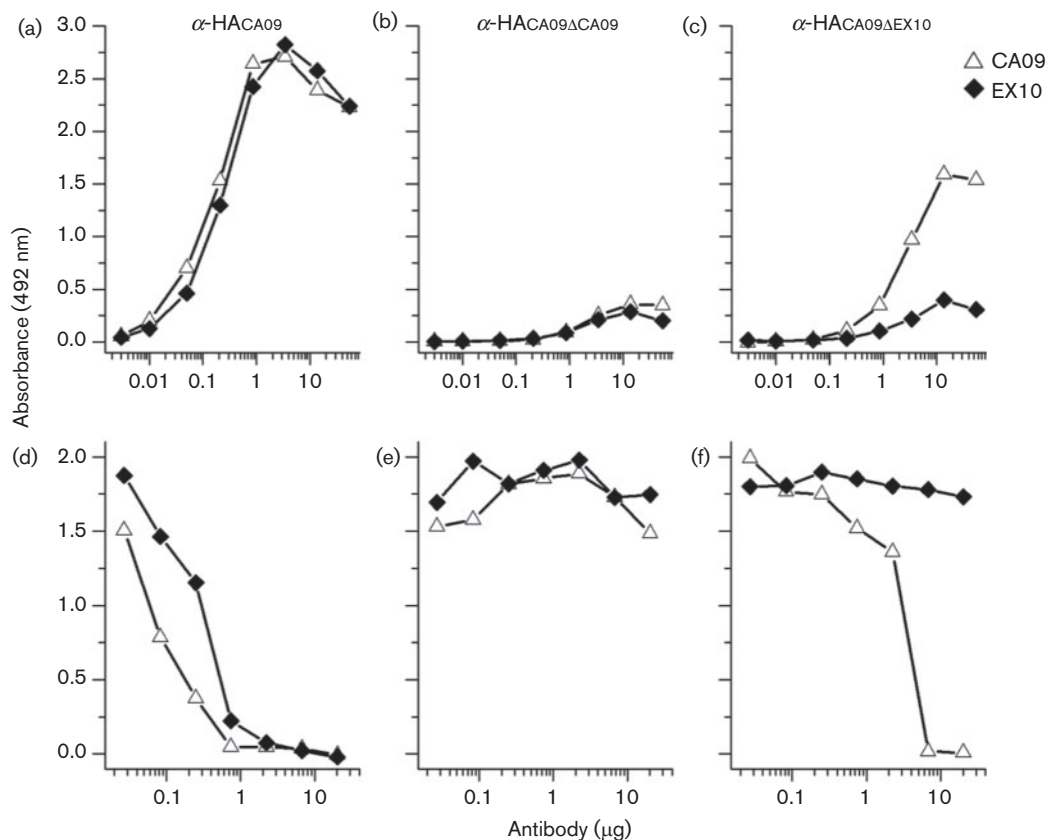 (a) α-HACA09
(b) α-HACA09ΔCA09
(c) α-HACA09ΔEX10
CA09
EX10
3.0
2.5
2.0
1.5
1.0
0.5
0.0
0.01 0.1 1 10
0.01 0.1 1 10
0.01 0.1 1 10
Absorbance (492 nm)
(d)
(e)
(f)
2.0
1.5
1.0
0.5
0.0
0.1 1 10
0.1 1 10
0.1 1 10
Antibody (μg)